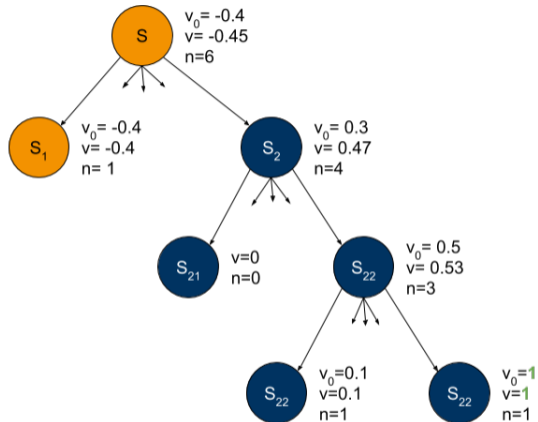 S
v0= -0.4
v= -0.45
n=6
S1
v0= -0.4
v= -0.4
n= 1
S2
v0= 0.3
v= 0.47
n=4
S21
v=0
n=0
S22
v0= 0.5
v= 0.53
n=3
S22
v0=0.1
v=0.1
n=1
S22
v0=1
v=1
n=1